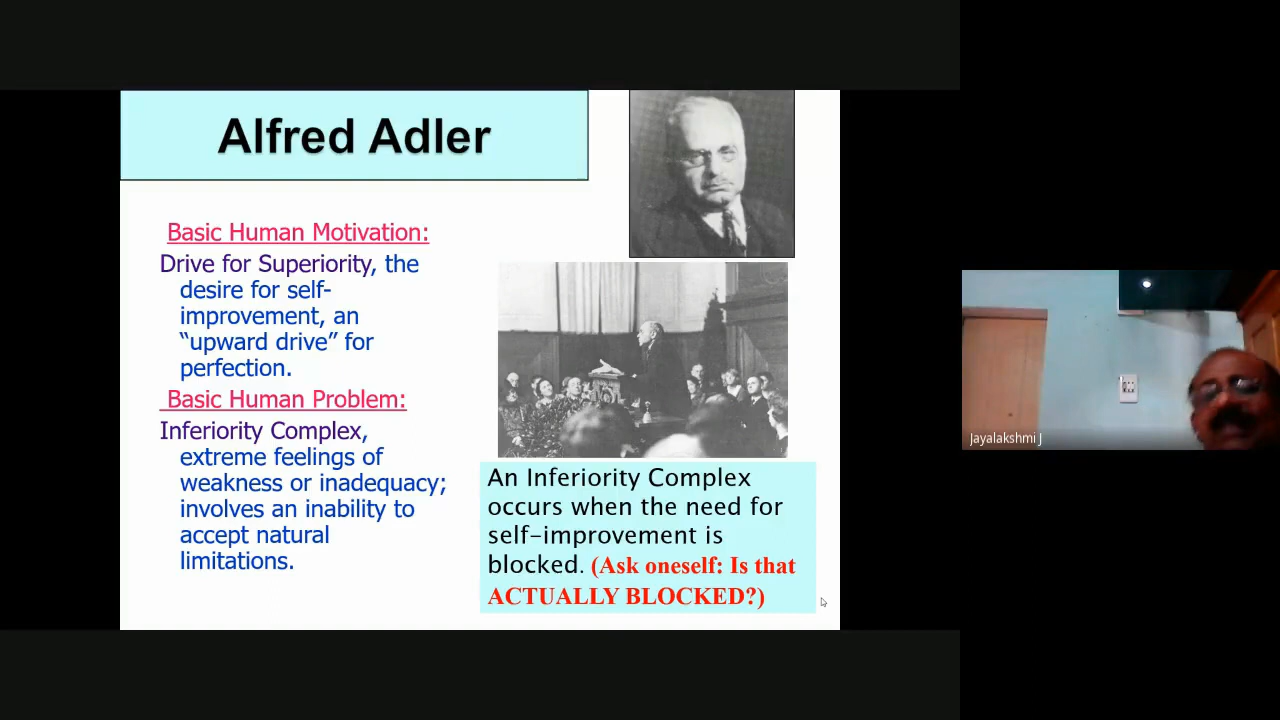 Alfred Adler
Basic Human Motivation:
Drive for Superiority, the
desire for self-
improvement, an
“upward drive” for
perfection.
Basic Human Problem:
Inferiority Complex,
extreme feelings of
weakness or inadequacy;
involves an inability to
accept natural
limitations.
An Inferiority Complex
occurs when the need for
self-improvement is
blocked. (Ask oneself: Is that
ACTUALLY BLOCKED?)
Jayalakshmi J